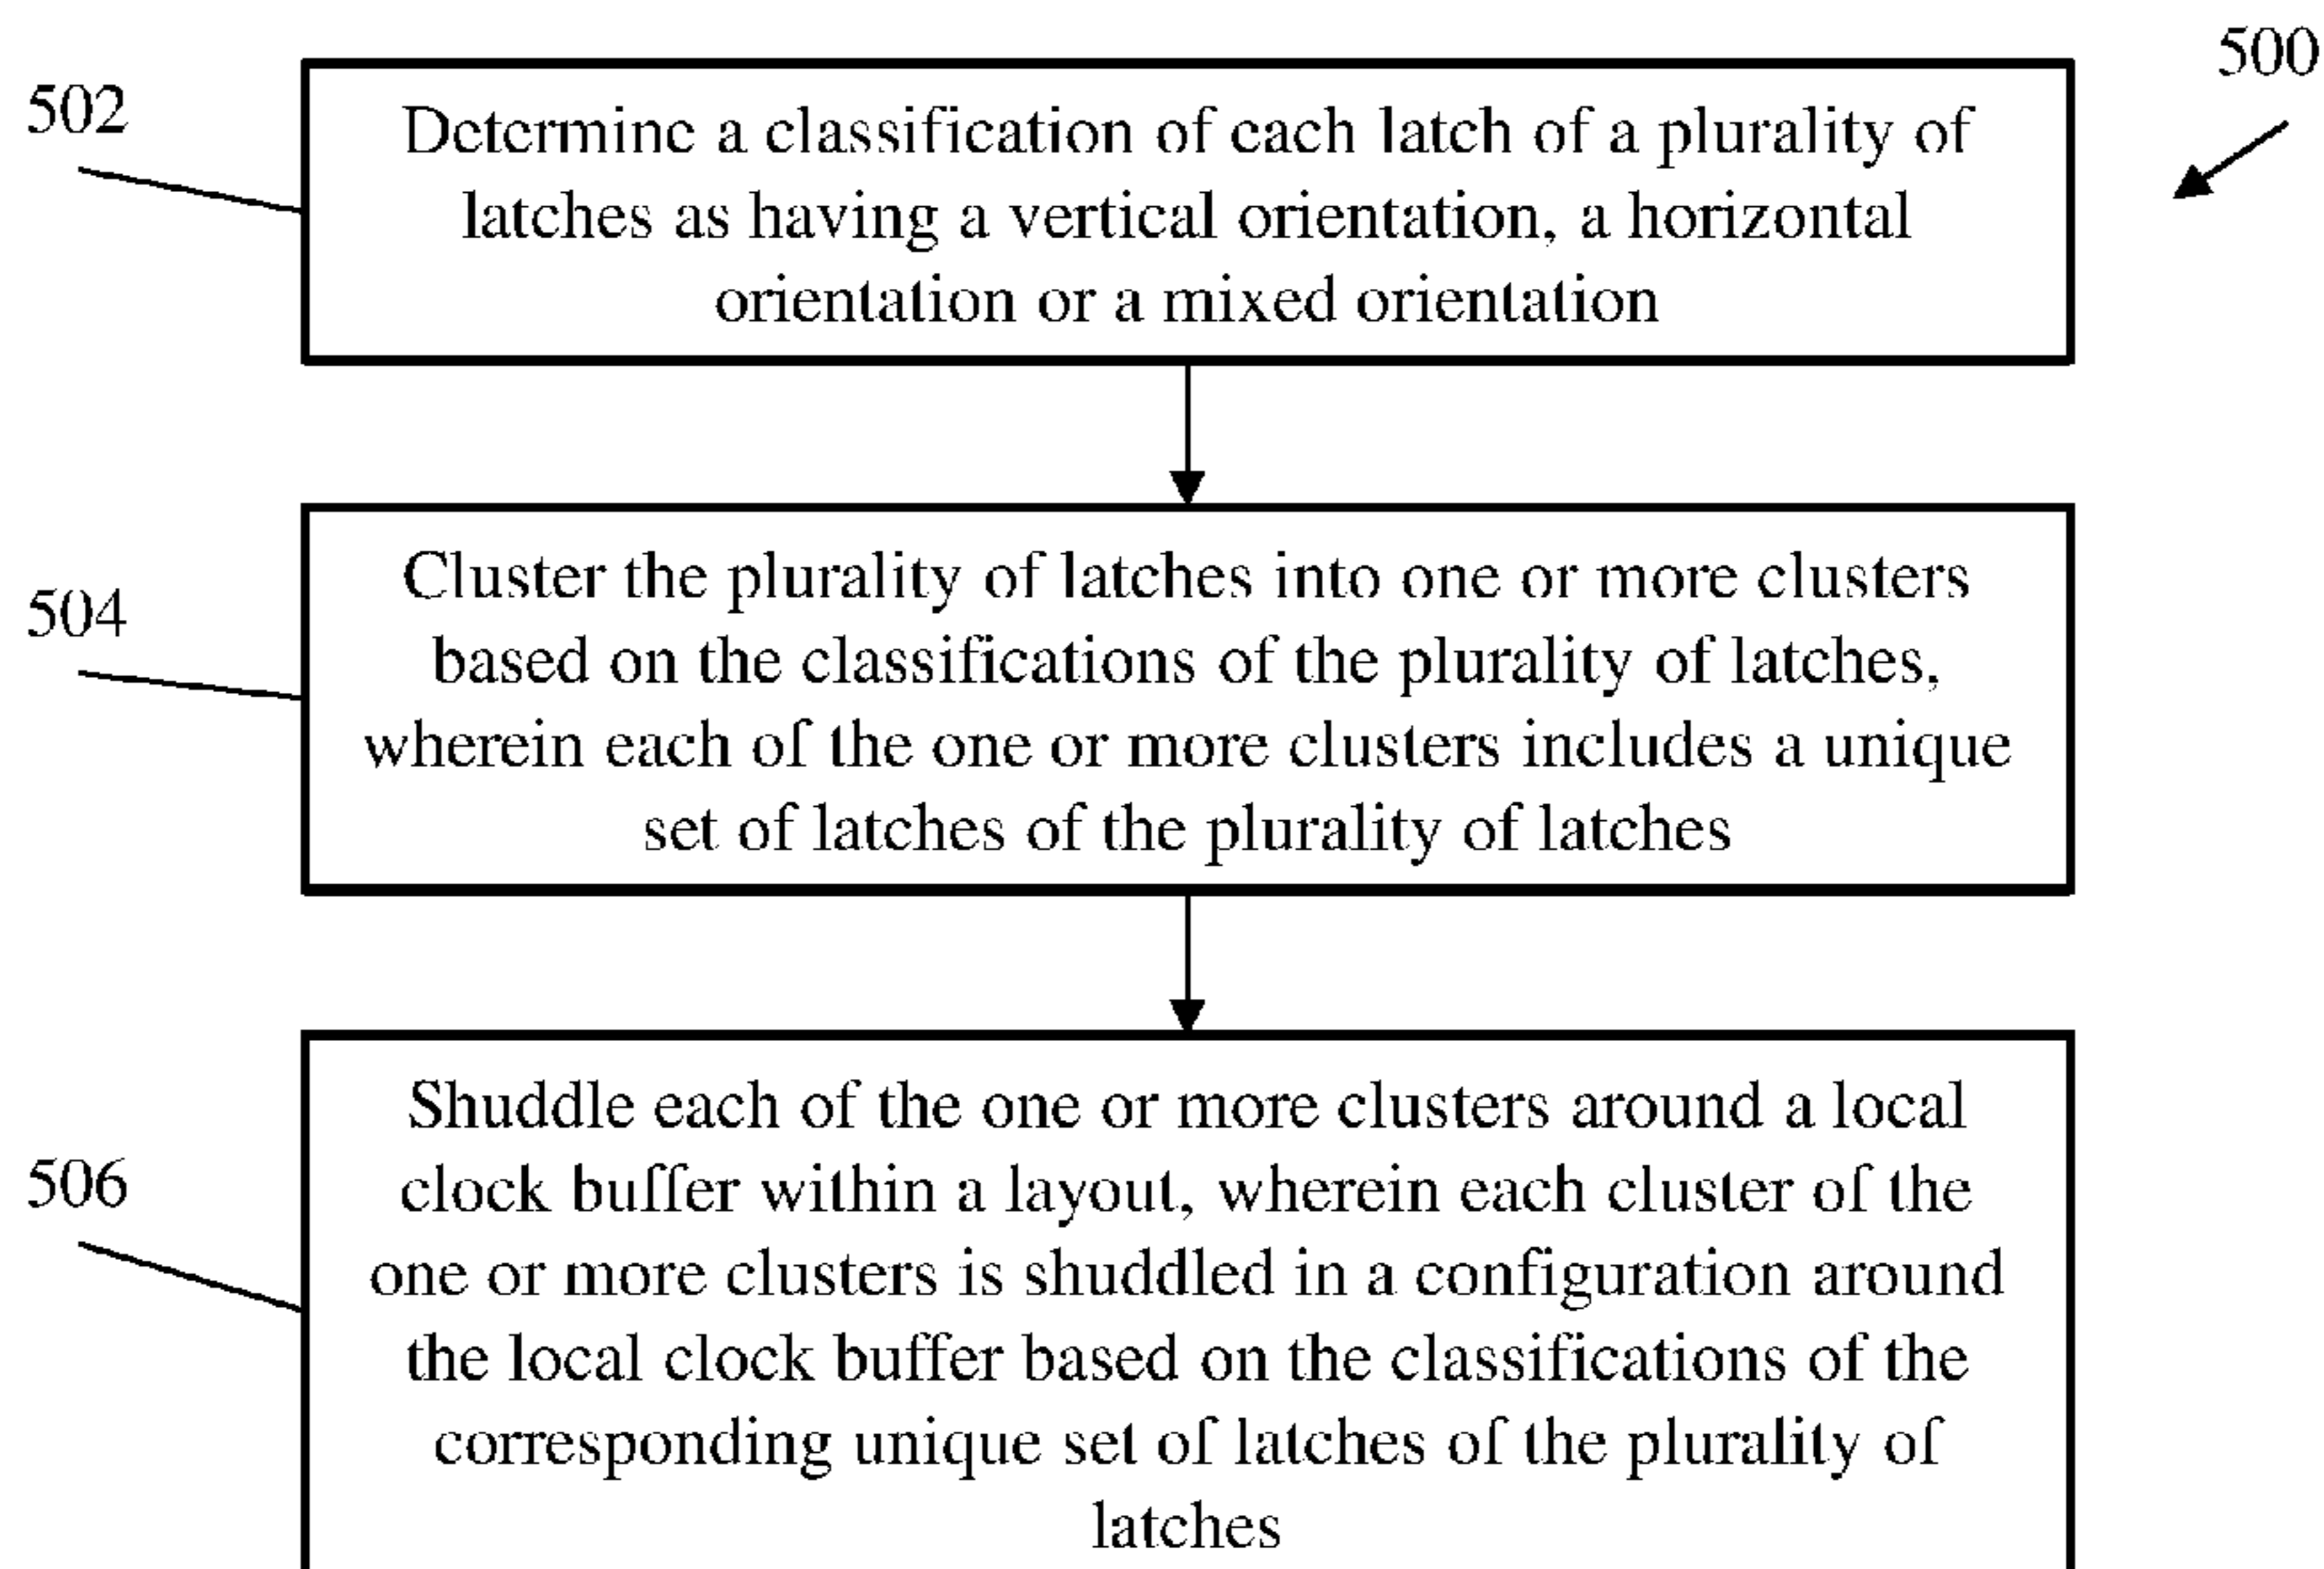 500
502
Determine a classification of each latch of a plurality of
latches as having a vertical orientation, a horizontal
orientation or a mixed orientation
504
Cluster the plurality of latches into one or more clusters
based on the classifications of the plurality of latches,
wherein each of the one or more clusters includes a unique
set of latches of the plurality of latches
506
Shuddle each of the one or more clusters around a local
clock buffer within a layout, wherein each cluster of the
one or more clusters is shuddled in a configuration around
the local clock buffer based on the classifications of the
corresponding unique set of latches of the plurality of
latches